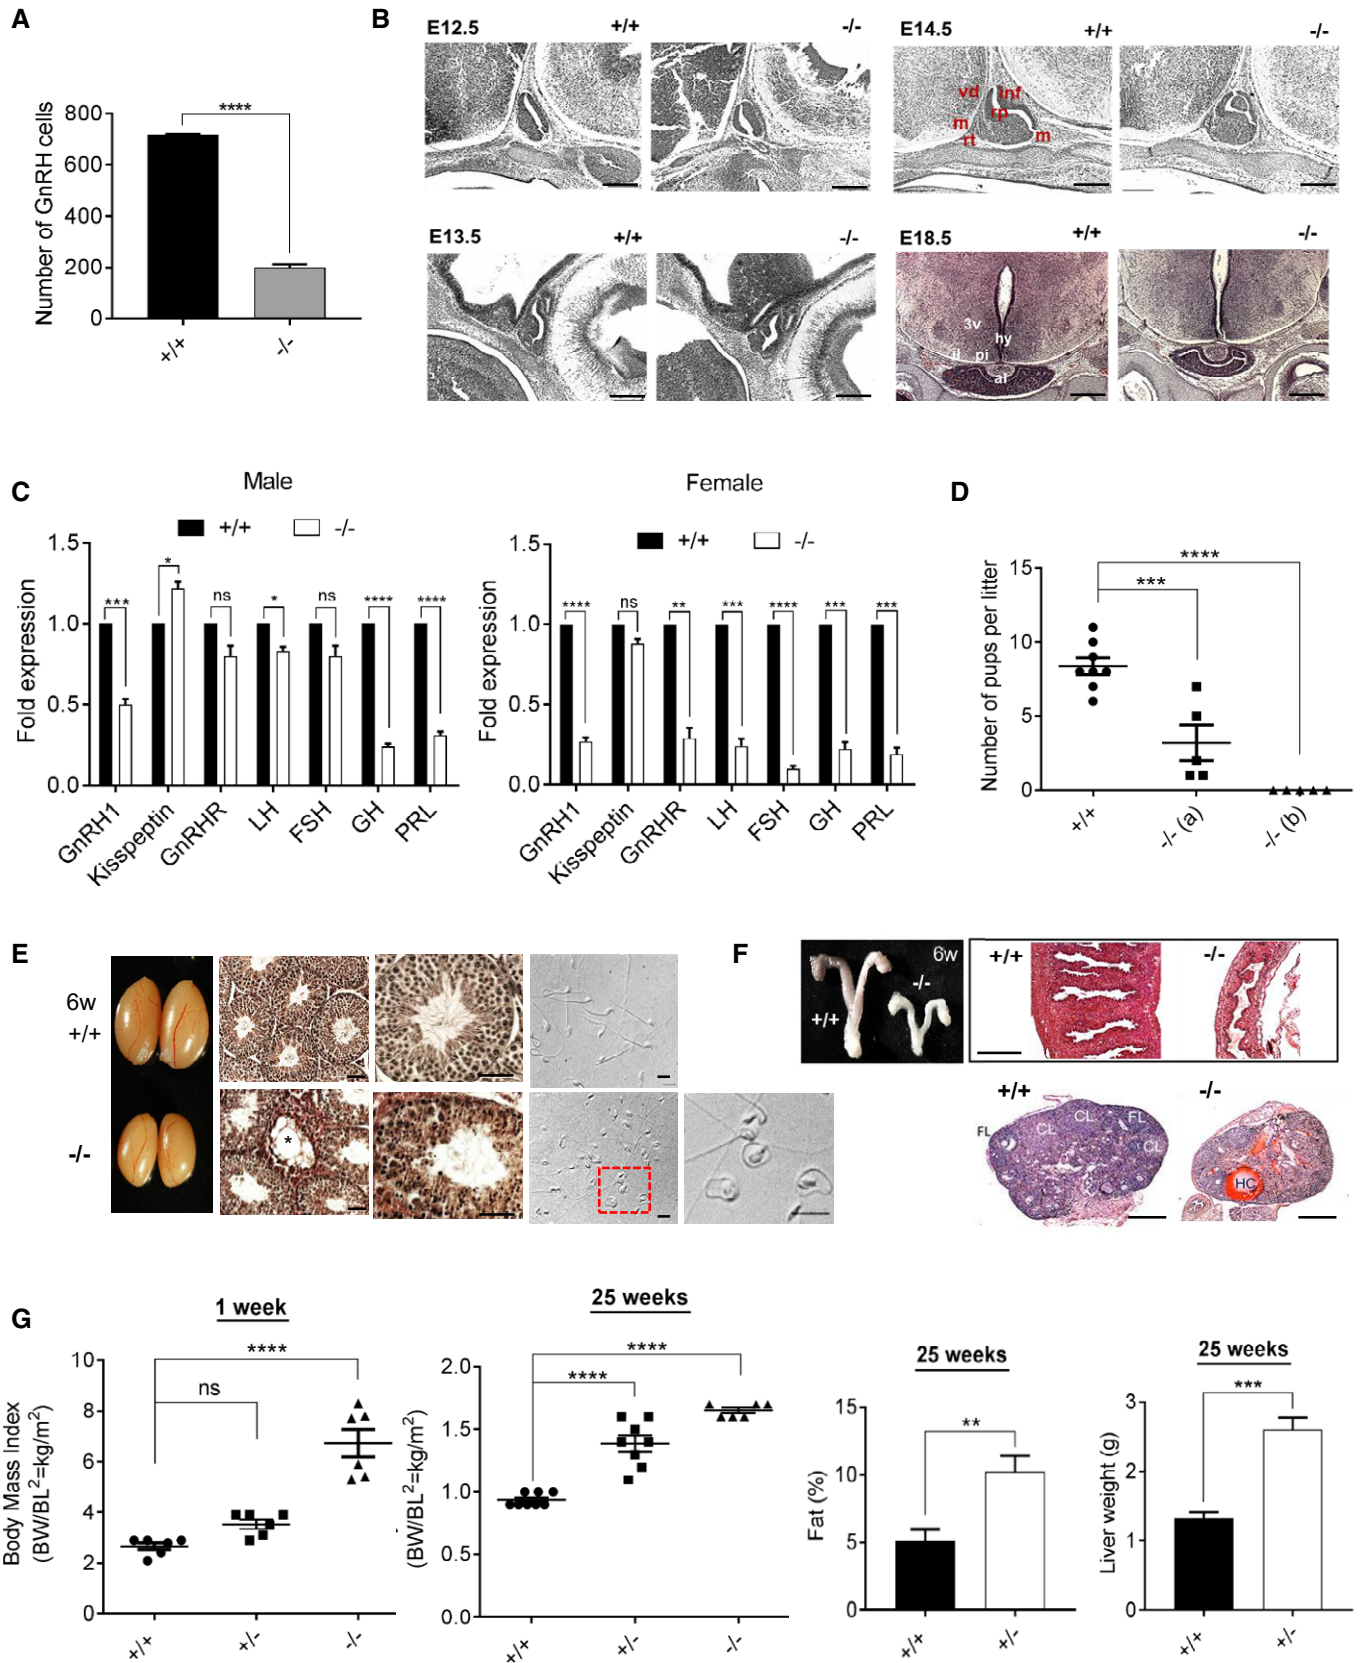 A
Number of GnRH cells
800
600
400
200
0
****
+/+
-/-
B
E12.5
+/+
-/-
E14.5
+/+
-/-
vd
inf
rp
m
rt
m
E13.5
+/+
-/-
E18.5
+/+
-/-
3v
hy
il
pi
al
C
Male
+/+
-/-
Fold expression
1.5
1.0
0.5
0.0
***
*
ns
*
ns
****
****
GnRH1
Kisspeptin
GnRHR
LH
FSH
GH
PRL
Female
+/+
-/-
Fold expression
1.5
1.0
0.5
0.0
****
ns
**
***
****
***
***
GnRH1
Kisspeptin
GnRHR
LH
FSH
GH
PRL
D
Number of pups per litter
15
10
5
0
****
***
+/+
-/- (a)
-/- (b)
E
6w
+/+
-/-
*
F
6w
+/+
-/-
+/+
-/-
+/+
-/-
FL
CL
CL
FL
CL
HC
G
1 week
Body Mass Index
(BW/BL²=kg/m²)
10
8
6
4
2
0
****
ns
+/+
+/-
-/-
25 weeks
(BW/BL²=kg/m²)
2.0
1.5
1.0
0.5
0.0
****
****
+/+
+/-
-/-
25 weeks
Fat (%)
15
10
5
0
**
+/+
+/-
25 weeks
Liver weight (g)
3
2
1
0
***
+/+
+/-